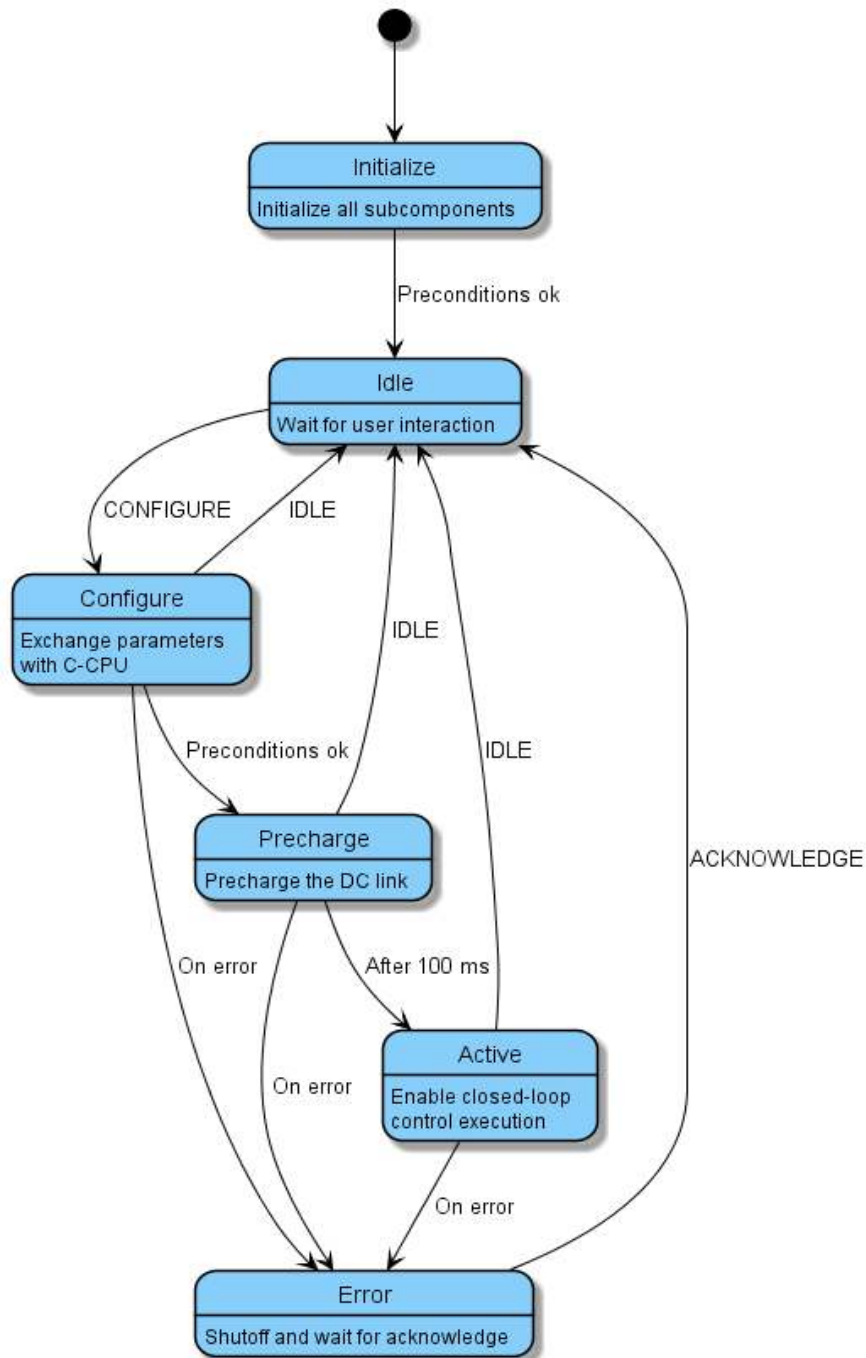 Initialize
Initialize all subcomponents
Preconditions ok
Idle
Wait for user interaction
CONFIGURE
IDLE
Configure
Exchange parameters
with C-CPU
IDLE
Preconditions ok
IDLE
Precharge
Precharge the DC link
ACKNOWLEDGE
On error
After 100 ms
Active
Enable closed-loop
control execution
On error
On error
Error
Shutoff and wait for acknowledge